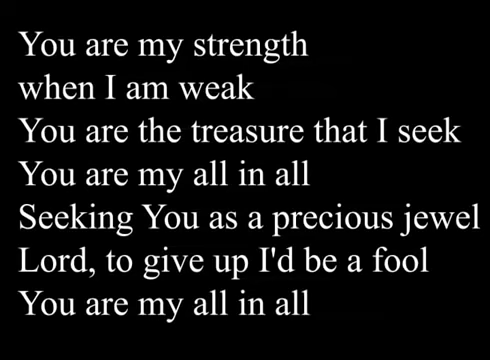 You are my strength
when I am weak
You are the treasure that I seek
You are my all in all
Seeking You as a precious jewel
Lord, to give up I'd be a fool
You are my all in all